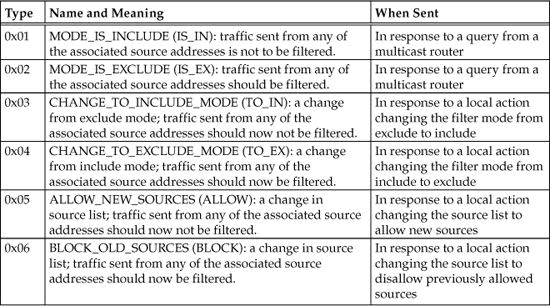 Type Name and Meaning When Sent
0x01 MODE_IS_INCLUDE (IS_IN): traffic sent from any of In response to a query from a
the associated source addresses is not to be filtered. multicast router
0x02 MODE_IS_EXCLUDE (IS_EX): traffic sent from any of In response to a query from a
the associated source addresses should be filtered. multicast router
0x03 CHANGE_TO_INCLUDE_MODE (TO_IN): a change In response to a local action
from exclude mode; traffic sent from any of the changing the filter mode from
associated source addresses should now not be filtered. exclude to include
0x04 CHANGE_TO_EXCLUDE_MODE (TO_EX): a change In response to a local action
from include mode; traffic sent from any of the changing the filter mode from
associated source addresses should now be filtered. include to exclude
0x05 ALLOW_NEW_SOURCES (ALLOW): a change in In response to a local action
source list; traffic sent from any of the associated source changing the source list to
addresses should now not be filtered. allow new sources
0x06 BLOCK_OLD_SOURCES (BLOCK): a change in source In response to a local action
list; traffic sent from any of the associated source changing the source list to
addresses should now be filtered. disallow previously allowed
sources